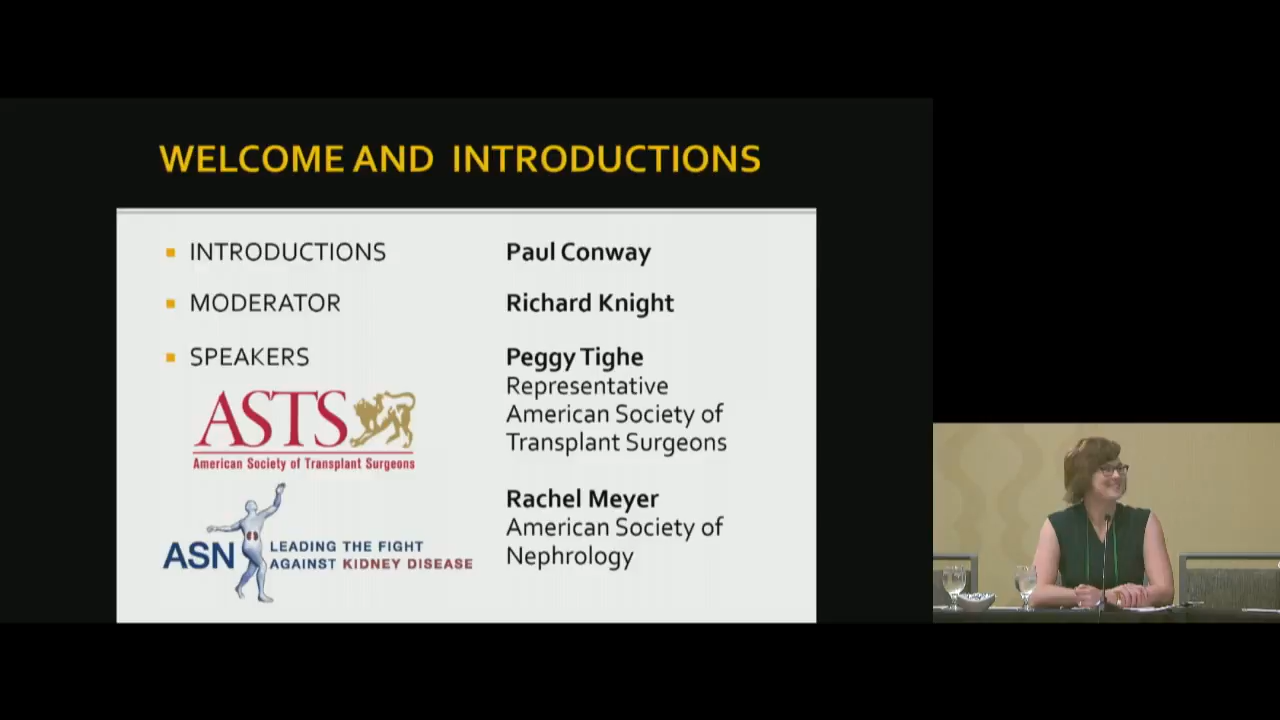 WELCOME AND INTRODUCTIONS
INTRODUCTIONS
Paul Conway
MODERATOR
Richard Knight
SPEAKERS
Peggy Tighe
Representative
American Society of
Transplant Surgeons
ASTS
American Society of Transplant Surgeons
Rachel Meyer
American Society of
Nephrology
ASN
LEADING THE FIGHT
AGAINST KIDNEY DISEASE